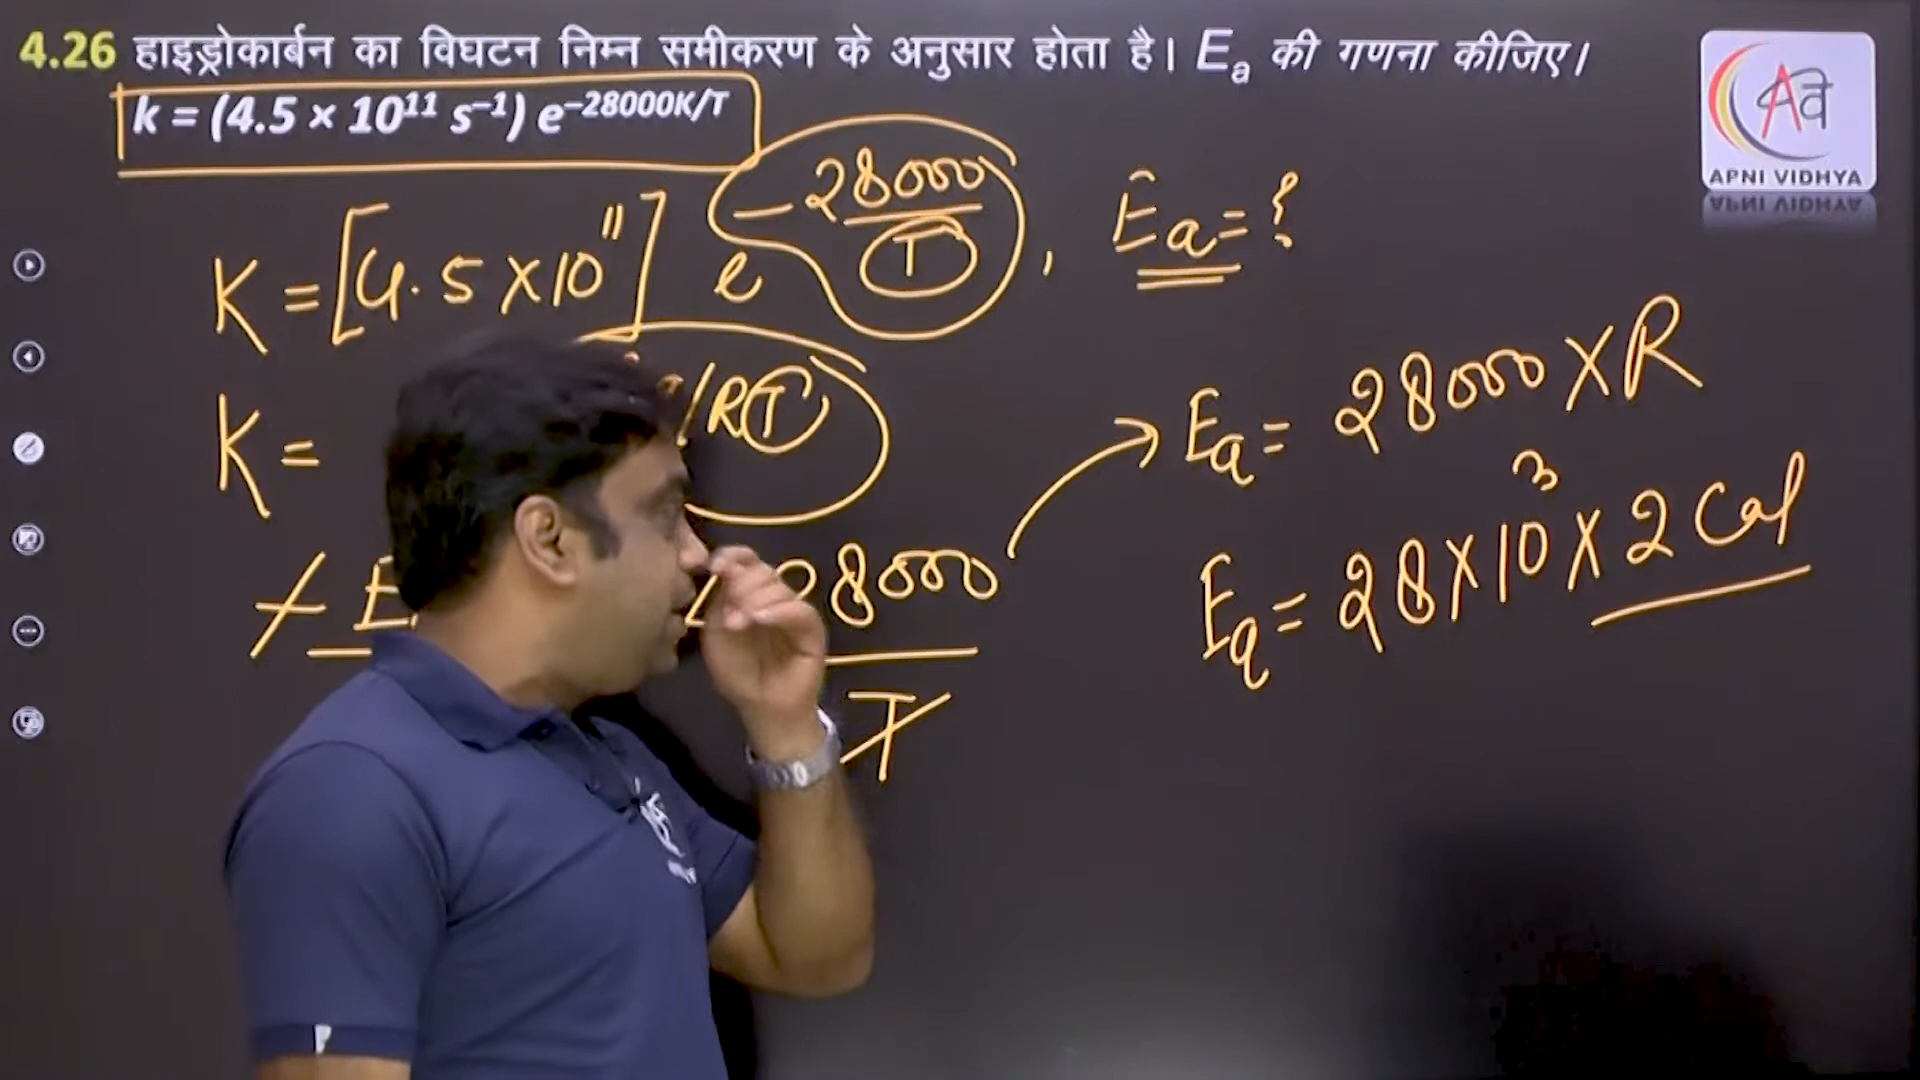 4.26 हाइड्रोकार्बन का विघटन निम्न समीकरण के अनुसार होता है। Eₐ की गणना कीजिए।
k = (4.5 × 10¹¹ s⁻¹) e⁻²⁸⁰⁰⁰ᴷ/ᵀ
APNI VIDHYA
K = [4.5 × 10¹¹] e^(-28000/T), Ea = ?
K = /RT
Ea = 28000 × R
Ea = 28 × 10³ × 2 Cal
28000
T